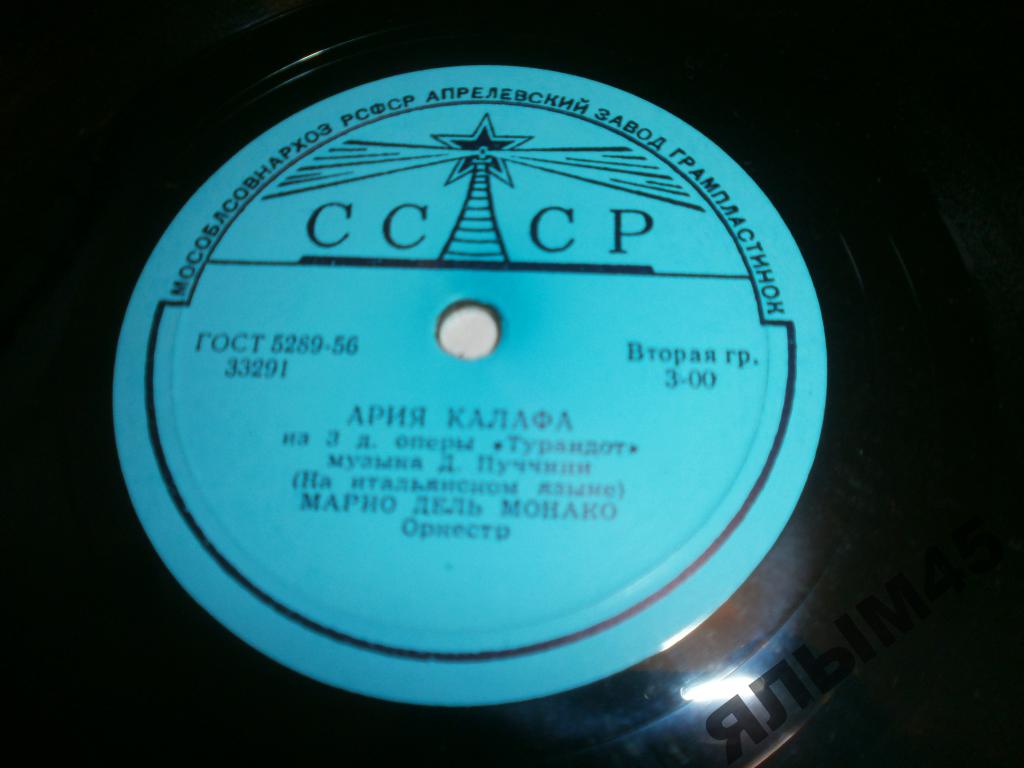 МОСОБЛСОВНАРХОЗ РСФСР АПРЕЛЕВСКИЙ ЗАВОД ГРАМПЛАСТИНОК
СССР
ГОСТ 5289-56
33291
Вторая гр.
3-00
АРИЯ КАЛАФА
из 3 д. оперы «Турандот»
музыка Д. Пуччини
(На итальянском языке)
МАРИО ДЕЛЬ МОНАКО
Оркестр
ЯЛЫМ45